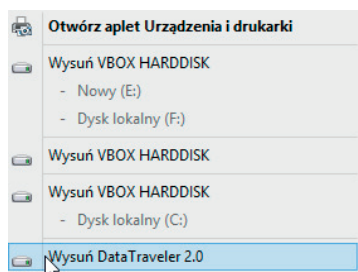 Otwórz aplet Urządzenia i drukarki
Wysuń VBOX HARDDISK
- Nowy (E:)
- Dysk lokalny (F:)
Wysuń VBOX HARDDISK
Wysuń VBOX HARDDISK
- Dysk lokalny (C:)
Wysuń DataTraveler 2.0